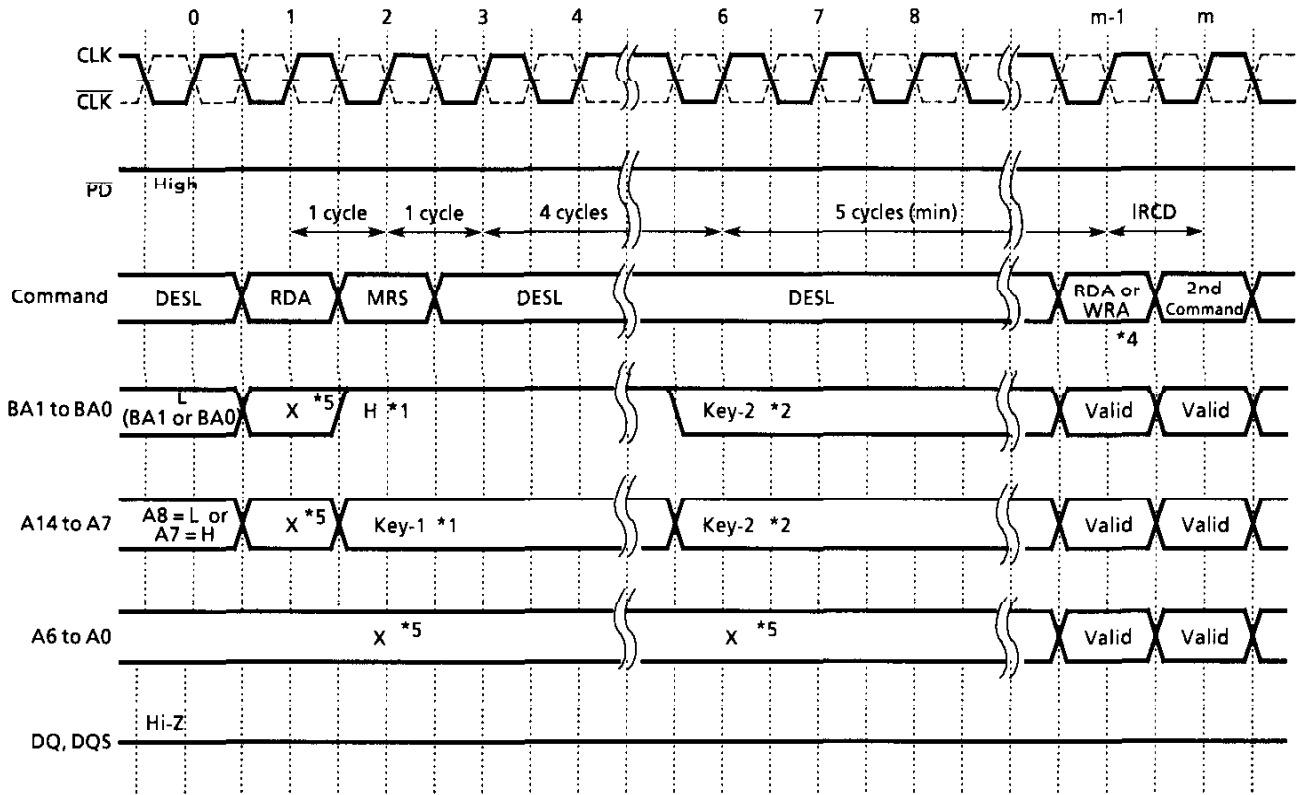 0 1 2 3 4 6 7 8 m-1 m
CLK
CLK
PD
High
1 cycle 1 cycle 4 cycles 5 cycles (min) IRCD
Command DESL RDA MRS DESL DESL RDA or WRA 2nd Command
*4
BA1 to BA0 L (BA1 or BA0) X *5 H *1 Key-2 *2 Valid Valid
A14 to A7 A8 = L or A7 = H X *5 Key-1 *1 Key-2 *2 Valid Valid
A6 to A0 X *5 X *5 Valid Valid
Hi-Z
DQ, DQS